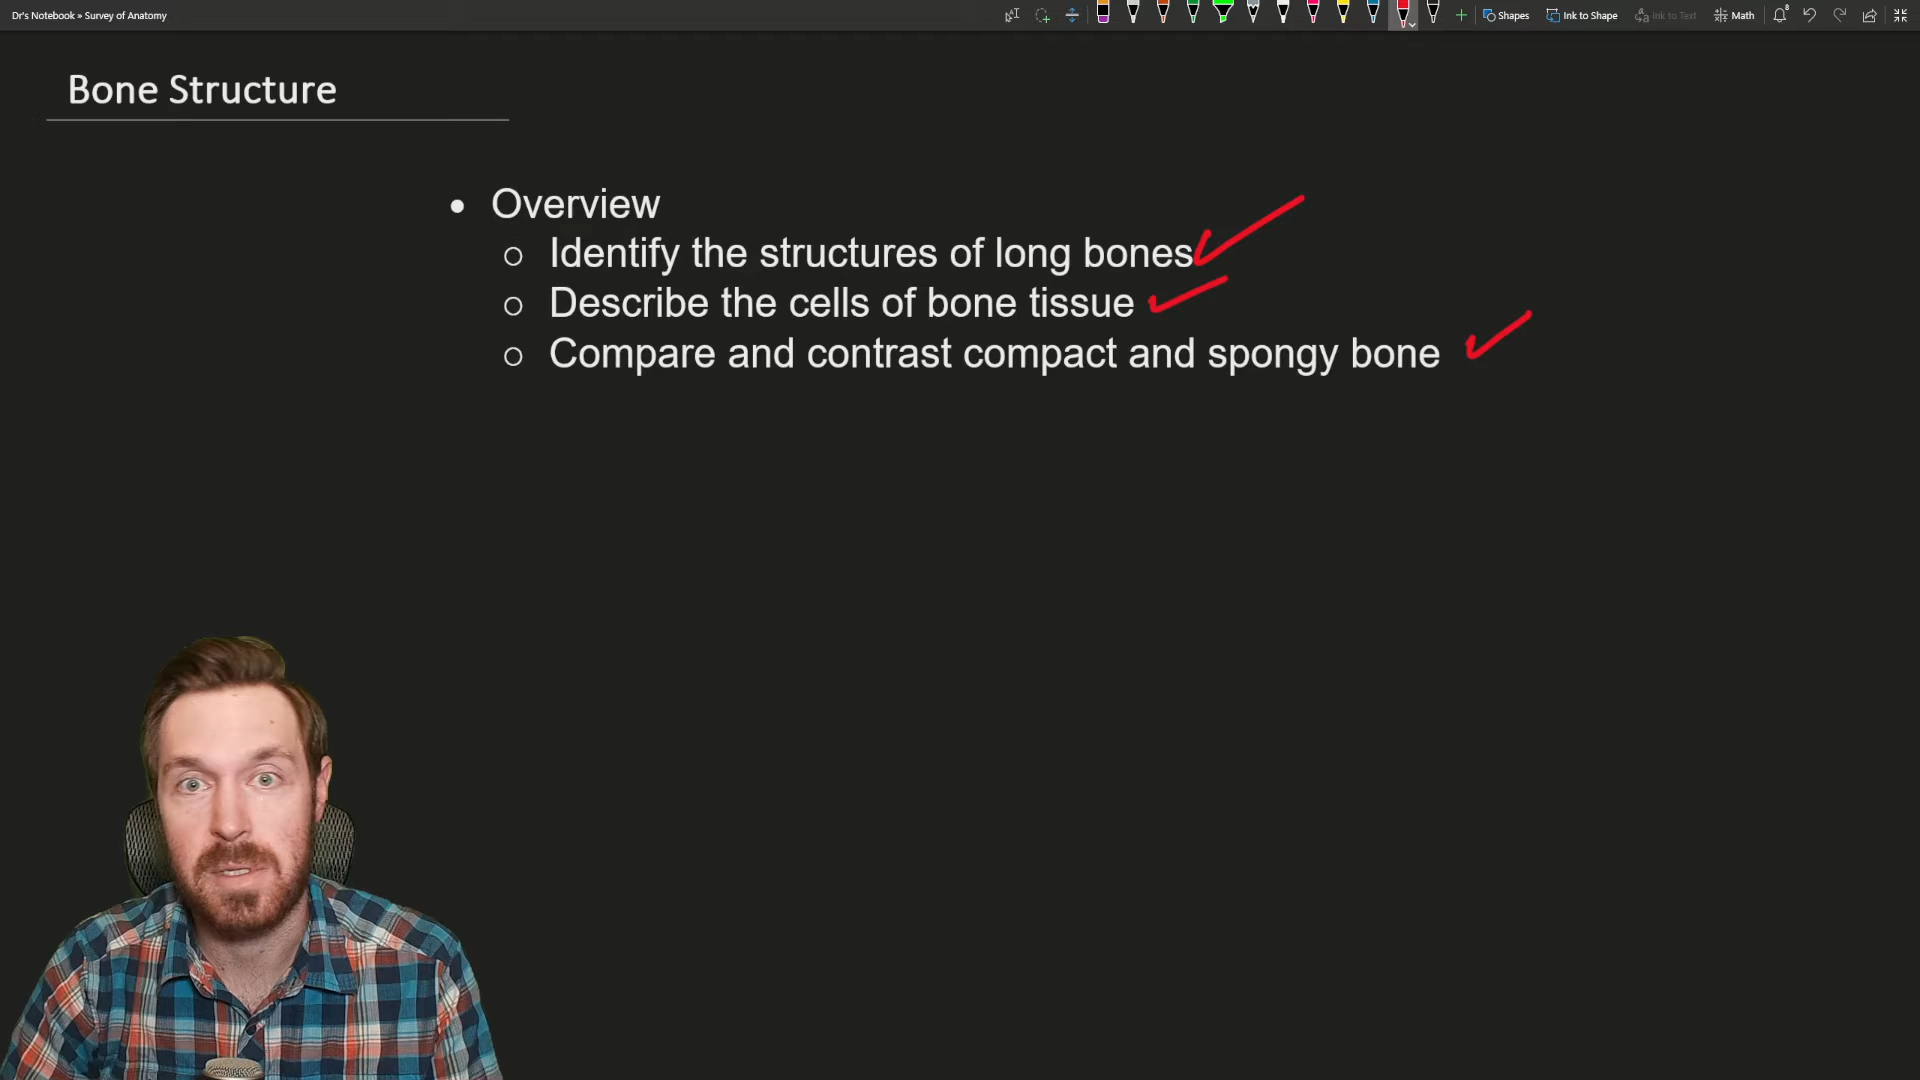 Dr's Notebook » Survey of Anatomy
Shapes
Ink to Shape
Ink to Text
Math
Bone Structure
• Overview
○ Identify the structures of long bones
○ Describe the cells of bone tissue
○ Compare and contrast compact and spongy bone